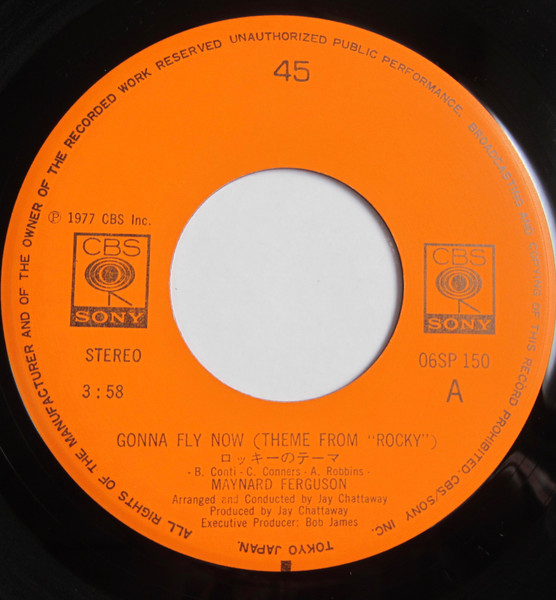 ALL RIGHTS OF THE MANUFACTURER AND OF THE OWNER OF THE RECORDED WORK RESERVED UNAUTHORIZED PUBLIC PERFORMANCE. BROADCASTING AND COPYING OF THIS RECORD PROHIBITED. CBS/SONY INC. TOKYO JAPAN.
45
Ⓟ 1977 CBS Inc.
CBS
SONY
CBS
SONY
STEREO
3:58
06SP 150
A
GONNA FLY NOW (THEME FROM "ROCKY")
ロッキーのテーマ
- B. Conti - C. Conners - A. Robbins -
MAYNARD FERGUSON
Arranged and Conducted by Jay Chattaway
Produced by Jay Chattaway
Executive Producer: Bob James